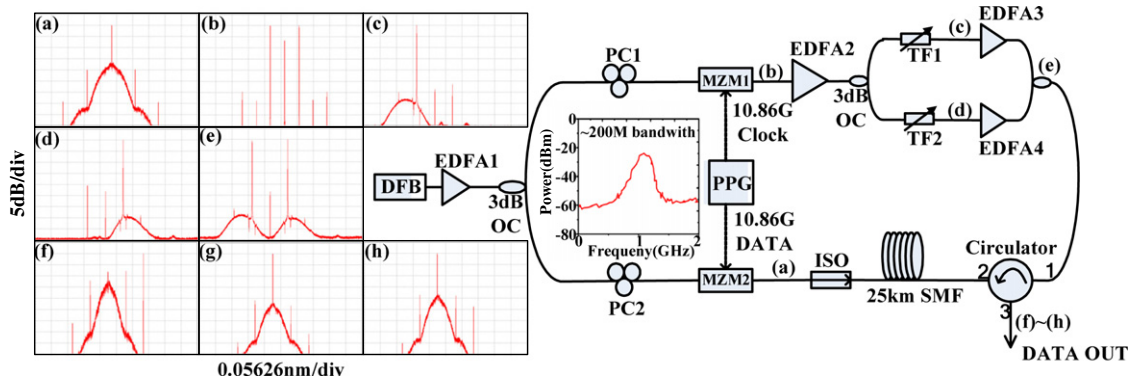 (a)
(b)
(c)
(d)
(e)
(f)
(g)
(h)
5dB/div
0.05626nm/div
DFB
EDFA1
3dB
OC
PC1
PC2
MZM1
(b)
EDFA2
3dB
OC
TF1
(c)
EDFA3
TF2
(d)
EDFA4
(e)
10.86G
Clock
PPG
10.86G
DATA
MZM2
(a)
ISO
25km SMF
Circulator
1
2
3
(f)~(h)
DATA OUT
~200M bandwith
Power(dBm)
0
-20
-40
-60
-80
0 1 2
Frequeny(GHz)